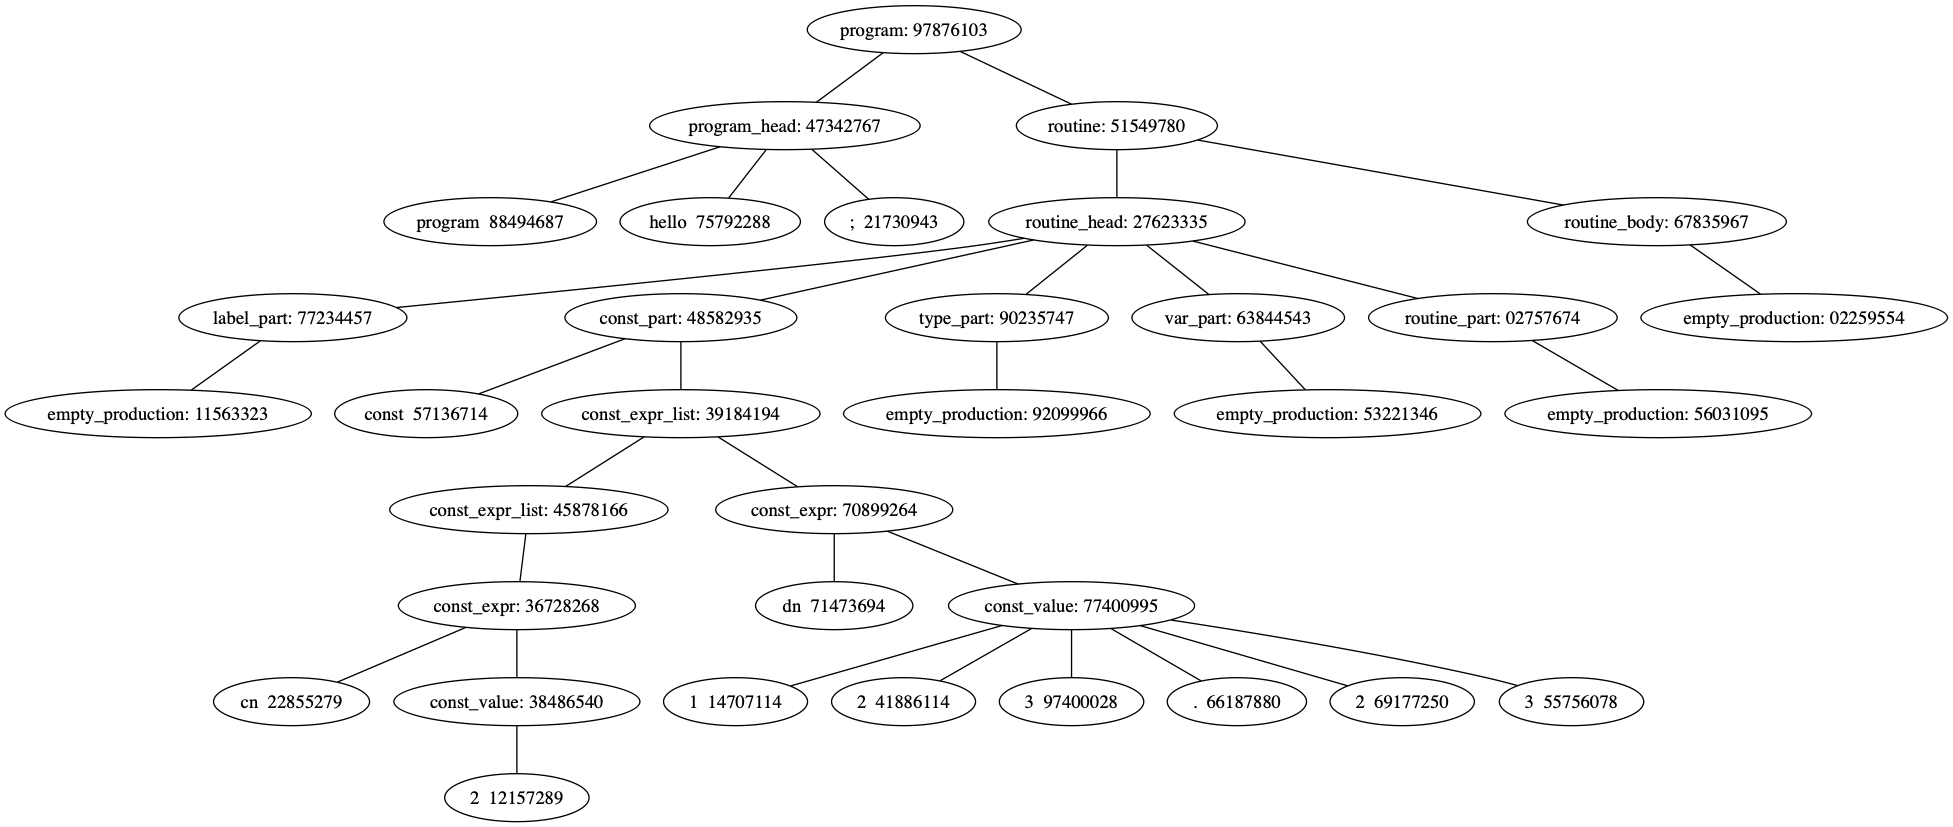 program: 97876103
program_head: 47342767
routine: 51549780
program 88494687
hello 75792288
; 21730943
routine_head: 27623335
routine_body: 67835967
label_part: 77234457
const_part: 48582935
type_part: 90235747
var_part: 63844543
routine_part: 02757674
empty_production: 02259554
empty_production: 11563323
const 57136714
const_expr_list: 39184194
empty_production: 92099966
empty_production: 53221346
empty_production: 56031095
const_expr_list: 45878166
const_expr: 70899264
const_expr: 36728268
dn 71473694
const_value: 77400995
cn 22855279
const_value: 38486540
1 14707114
2 41886114
3 97400028
. 66187880
2 69177250
3 55756078
2 12157289